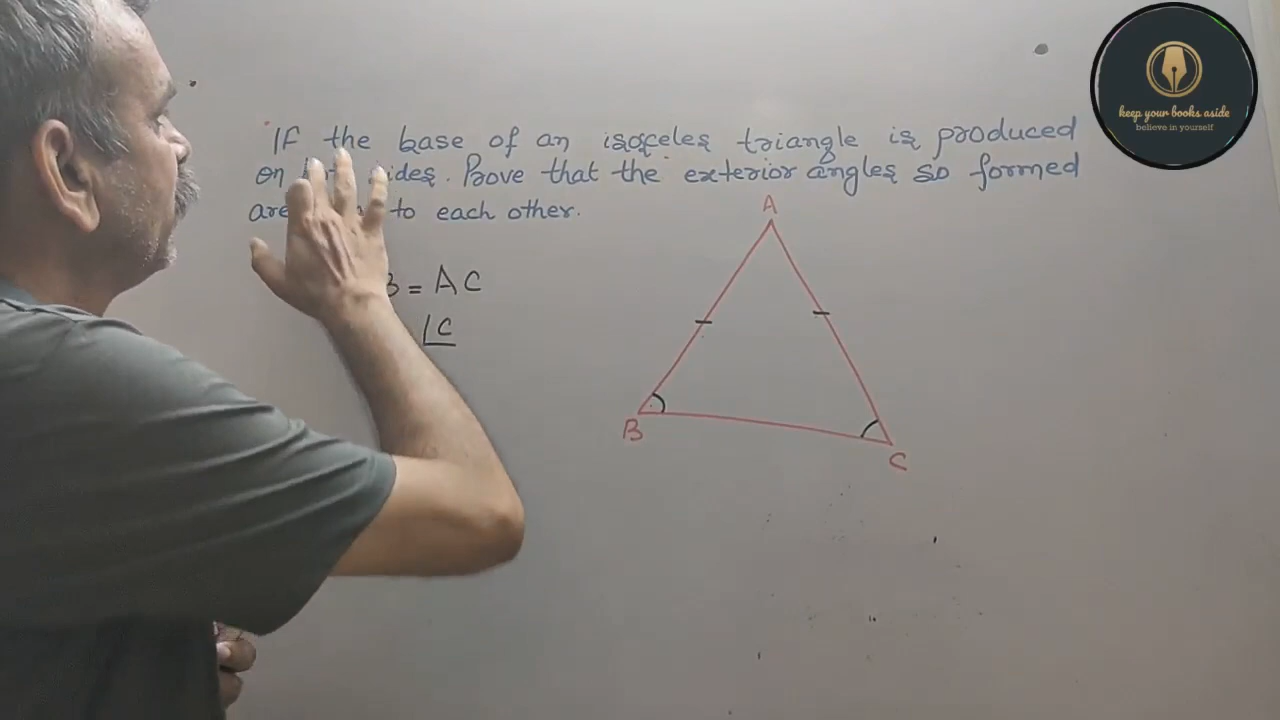 If the base of an isosceles triangle is produced
on sides. Prove that the exterior angles so formed
are to each other.
A
B = AC
∠C
B
C
keep your books aside
believe in yourself